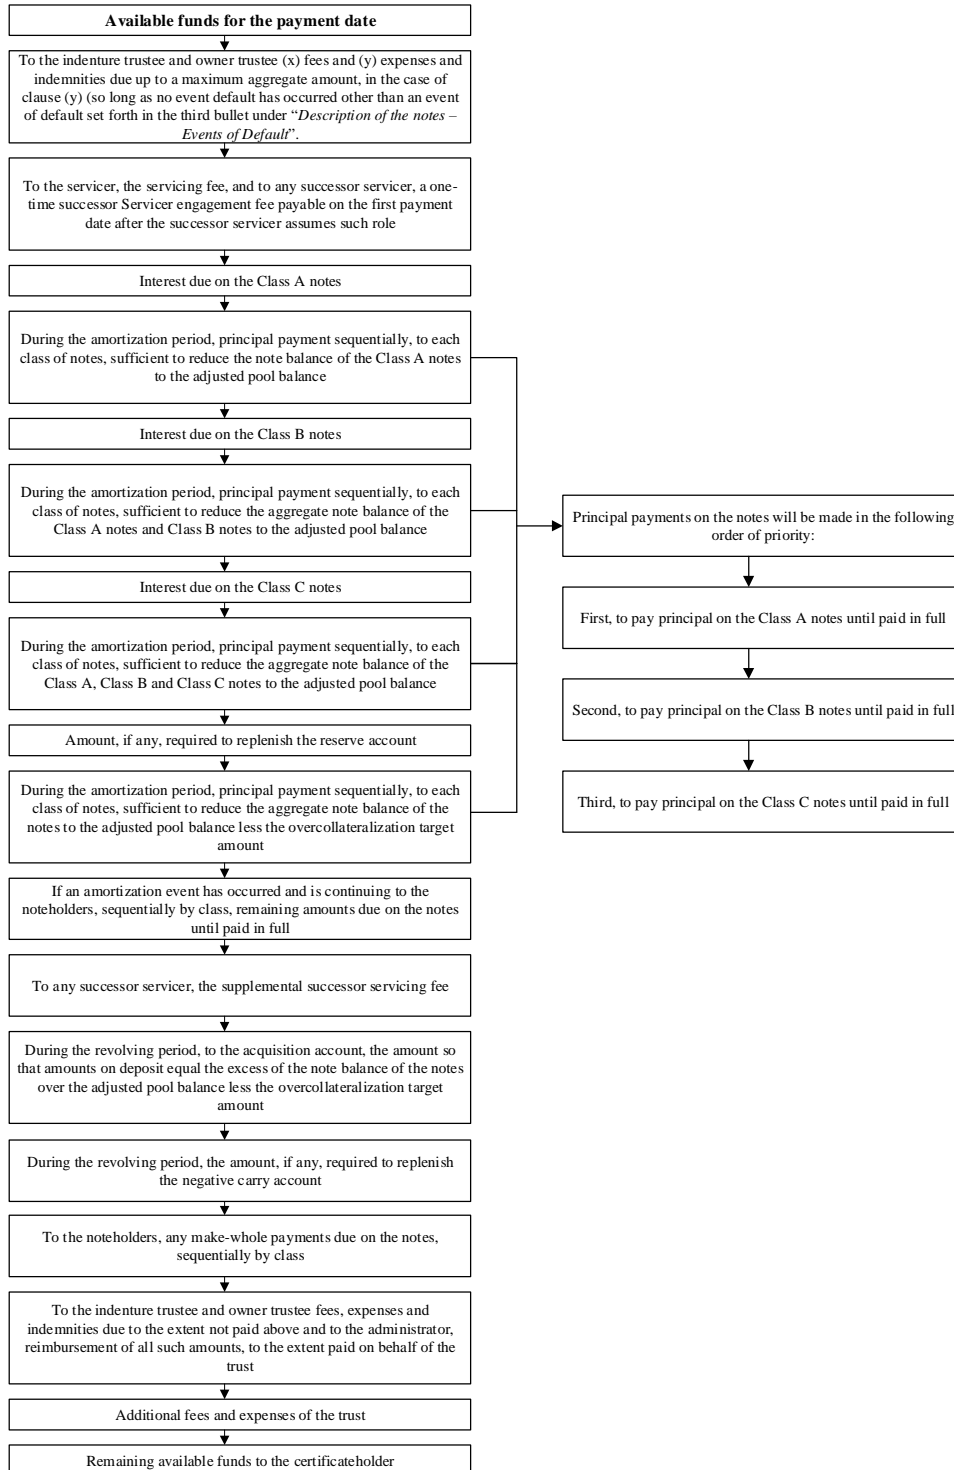 Available funds for the payment date
To the indenture trustee and owner trustee (x) fees and (y) expenses and
indemnities due up to a maximum aggregate amount, in the case of
clause (y) (so long as no event default has occurred other than an event
of default set forth in the third bullet under “Description of the notes –
Events of Default”.
To the servicer, the servicing fee, and to any successor servicer, a one-
time successor Servicer engagement fee payable on the first payment
date after the successor servicer assumes such role
Interest due on the Class A notes
During the amortization period, principal payment sequentially, to each
class of notes, sufficient to reduce the note balance of the Class A notes
to the adjusted pool balance
Interest due on the Class B notes
During the amortization period, principal payment sequentially, to each
class of notes, sufficient to reduce the aggregate note balance of the
Class A notes and Class B notes to the adjusted pool balance
Interest due on the Class C notes
During the amortization period, principal payment sequentially, to each
class of notes, sufficient to reduce the aggregate note balance of the
Class A, Class B and Class C notes to the adjusted pool balance
Amount, if any, required to replenish the reserve account
During the amortization period, principal payment sequentially, to each
class of notes, sufficient to reduce the aggregate note balance of the
notes to the adjusted pool balance less the overcollateralization target
amount
If an amortization event has occurred and is continuing to the
noteholders, sequentially by class, remaining amounts due on the notes
until paid in full
To any successor servicer, the supplemental successor servicing fee
During the revolving period, to the acquisition account, the amount so
that amounts on deposit equal the excess of the note balance of the notes
over the adjusted pool balance less the overcollateralization target
amount
During the revolving period, the amount, if any, required to replenish
the negative carry account
To the noteholders, any make-whole payments due on the notes,
sequentially by class
To the indenture trustee and owner trustee fees, expenses and
indemnities due to the extent not paid above and to the administrator,
reimbursement of all such amounts, to the extent paid on behalf of the
trust
Additional fees and expenses of the trust
Remaining available funds to the certificateholder
Principal payments on the notes will be made in the following
order of priority:
First, to pay principal on the Class A notes until paid in full
Second, to pay principal on the Class B notes until paid in full
Third, to pay principal on the Class C notes until paid in full